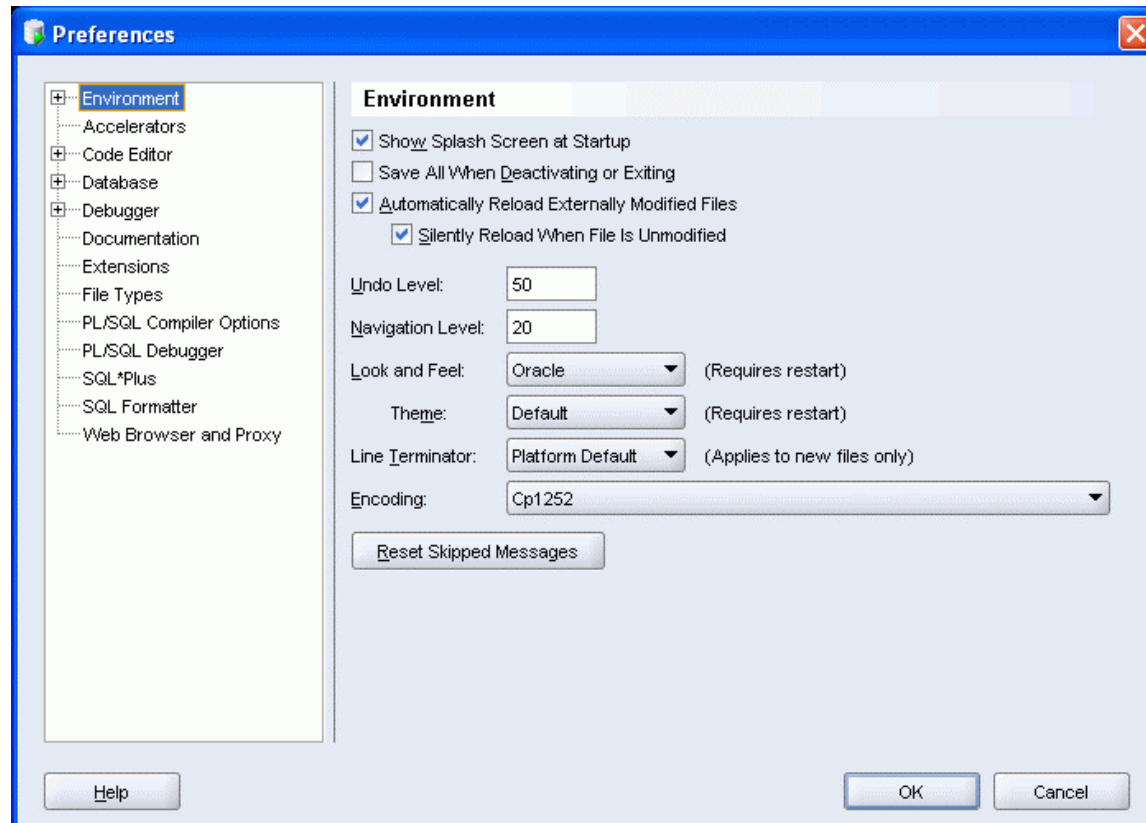 Preferences
Environment
Accelerators
Code Editor
Database
Debugger
Documentation
Extensions
File Types
PL/SQL Compiler Options
PL/SQL Debugger
SQL*Plus
SQL Formatter
Web Browser and Proxy
Environment
Show Splash Screen at Startup
Save All When Deactivating or Exiting
Automatically Reload Externally Modified Files
Silently Reload When File Is Unmodified
Undo Level: 50
Navigation Level: 20
Look and Feel: Oracle (Requires restart)
Theme: Default (Requires restart)
Line Terminator: Platform Default (Applies to new files only)
Encoding: Cp1252
Reset Skipped Messages
Help OK Cancel